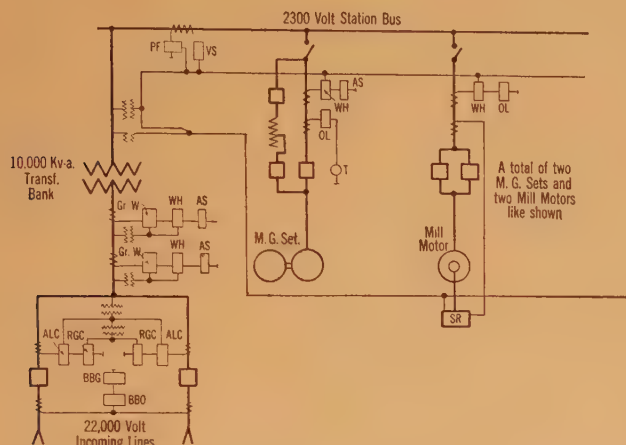 2300 Volt Station Bus
PF
VS
AS
WH
OL
T
WH
OL
10,000 Kv-a.
Transf.
Bank
Gr. W
WH
AS
Gr. W
WH
AS
M. G. Set.
Mill
Motor
A total of two
M. G. Sets and
two Mill Motors
like shown
SR
ALC
RGC
RGC
ALC
BBG
BBO
22,000 Volt
Incoming Lines